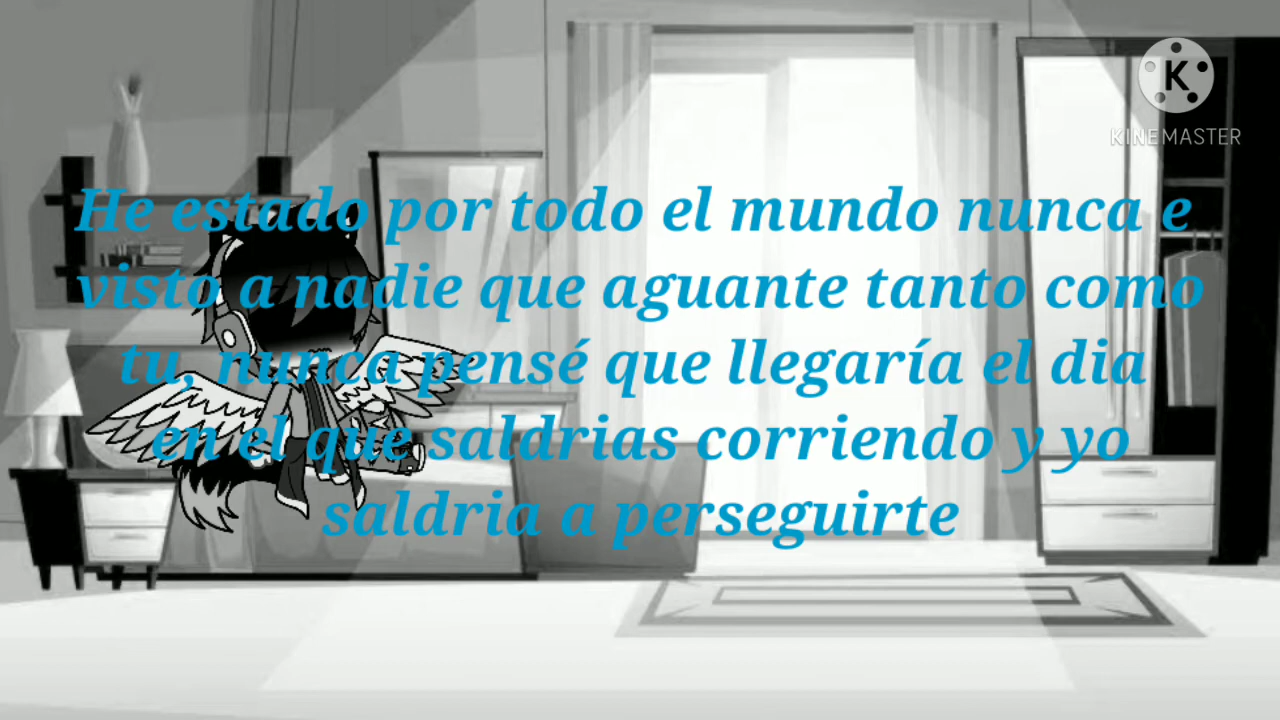 KINEMASTER
He estado por todo el mundo nunca e
visto a nadie que aguante tanto como
tu, nunca pensé que llegaría el dia
en el que saldrias corriendo y yo
saldria a perseguirte